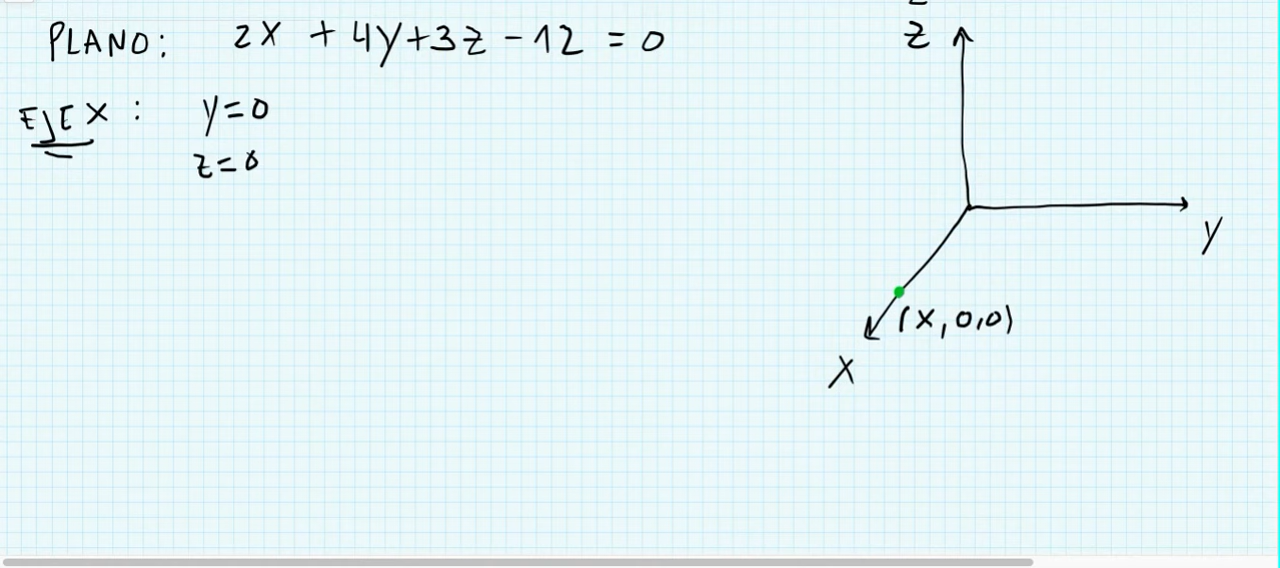 PLANO: 2x + 4y+3z - 12 = 0
EJE X : y=0
z=0
z
y
(x,0,0)
X